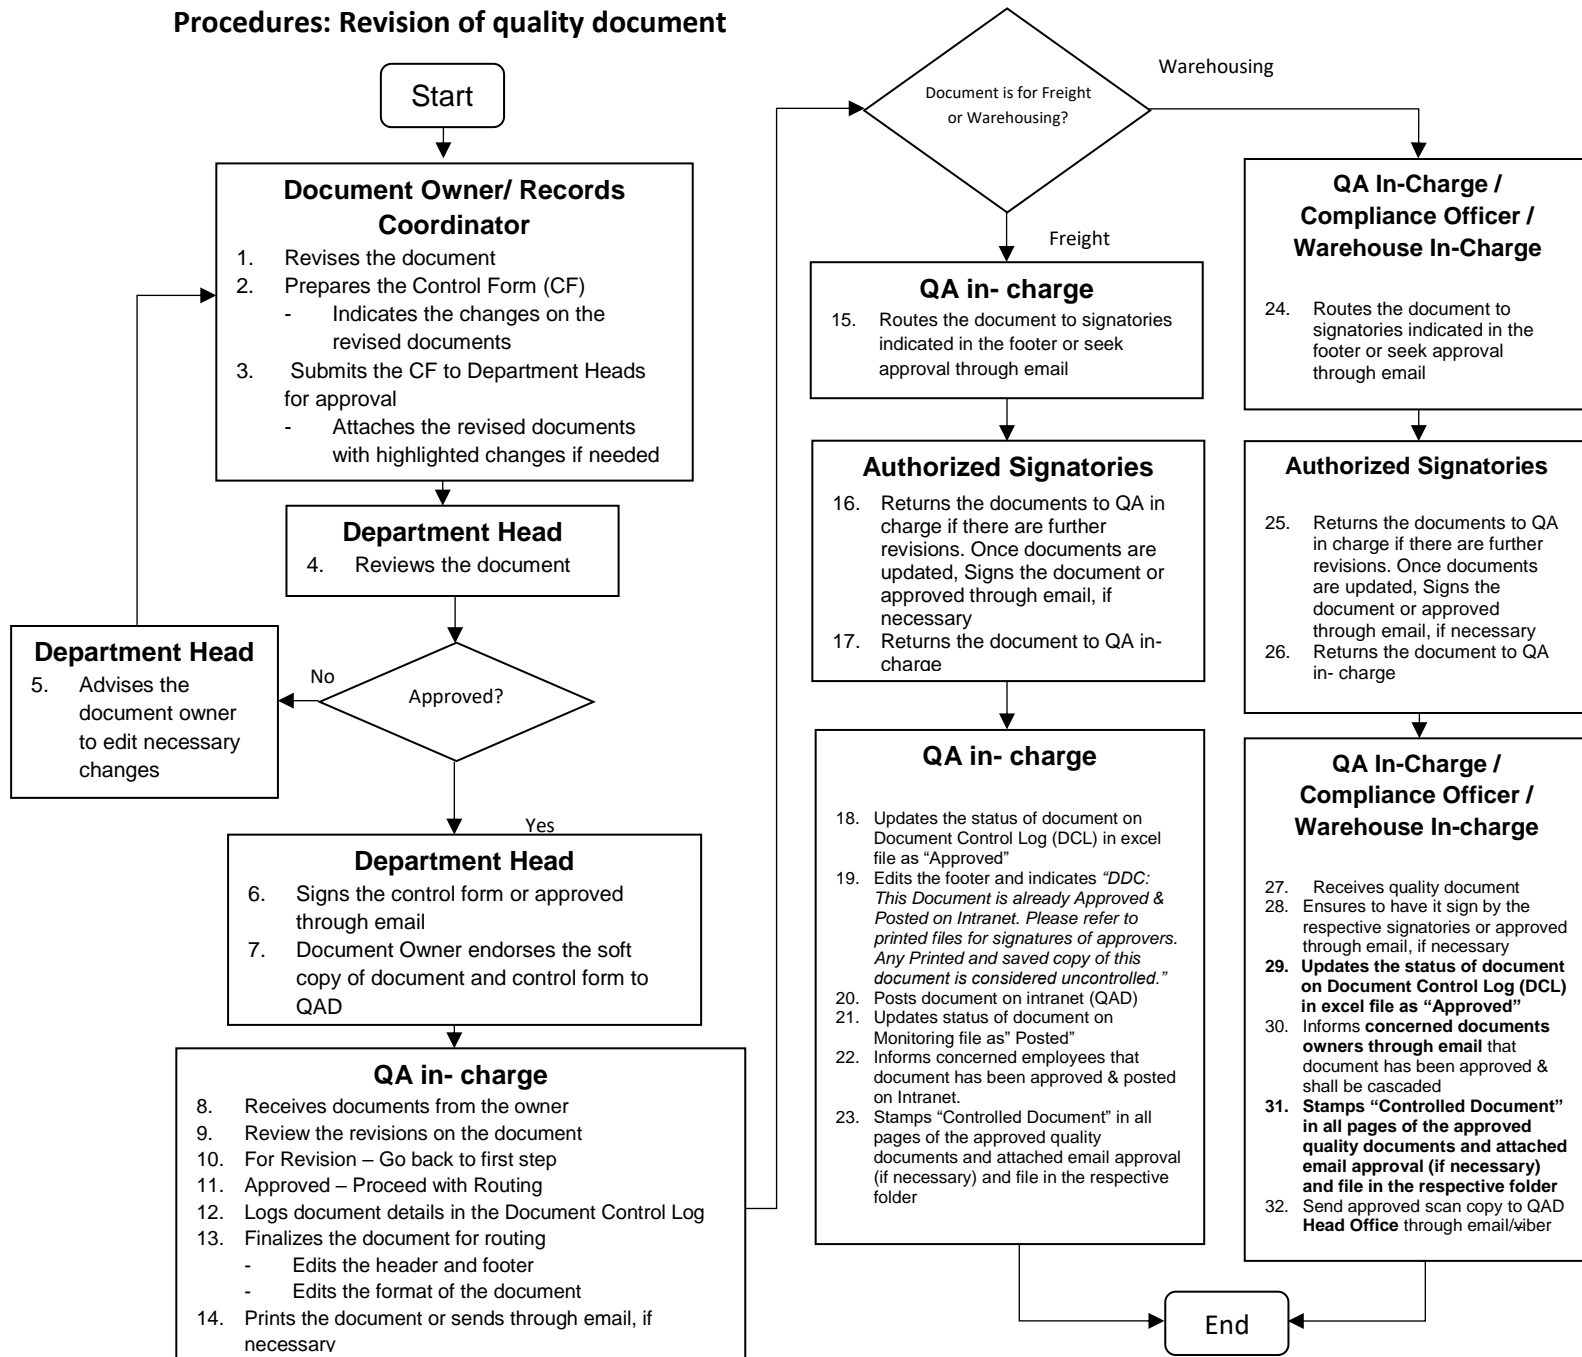 Procedures: Revision of quality document
Start
Document Owner/ Records
Coordinator
1. Revises the document
2. Prepares the Control Form (CF)
- Indicates the changes on the
revised documents
3. Submits the CF to Department Heads
for approval
- Attaches the revised documents
with highlighted changes if needed
Department Head
4. Reviews the document
Approved?
No
Department Head
5. Advises the
document owner
to edit necessary
changes
Yes
Department Head
6. Signs the control form or approved
through email
7. Document Owner endorses the soft
copy of document and control form to
QAD
QA in- charge
8. Receives documents from the owner
9. Review the revisions on the document
10. For Revision – Go back to first step
11. Approved – Proceed with Routing
12. Logs document details in the Document Control Log
13. Finalizes the document for routing
- Edits the header and footer
- Edits the format of the document
14. Prints the document or sends through email, if
necessary
Document is for Freight
or Warehousing?
Freight
QA in- charge
15. Routes the document to signatories
indicated in the footer or seek
approval through email
Authorized Signatories
16. Returns the documents to QA in
charge if there are further
revisions. Once documents are
updated, Signs the document or
approved through email, if
necessary
17. Returns the document to QA in-
charge
QA in- charge
18. Updates the status of document on
Document Control Log (DCL) in excel
file as “Approved”
19. Edits the footer and indicates “DDC:
This Document is already Approved &
Posted on Intranet. Please refer to
printed files for signatures of approvers.
Any Printed and saved copy of this
document is considered uncontrolled.”
20. Posts document on intranet (QAD)
21. Updates status of document on
Monitoring file as” Posted”
22. Informs concerned employees that
document has been approved & posted
on Intranet.
23. Stamps “Controlled Document” in all
pages of the approved quality
documents and attached email approval
(if necessary) and file in the respective
folder
Warehousing
QA In-Charge /
Compliance Officer /
Warehouse In-Charge
24. Routes the document to
signatories indicated in the
footer or seek approval
through email
Authorized Signatories
25. Returns the documents to QA
in charge if there are further
revisions. Once documents
are updated, Signs the
document or approved
through email, if necessary
26. Returns the document to QA
in- charge
QA In-Charge /
Compliance Officer /
Warehouse In-charge
27. Receives quality document
28. Ensures to have it sign by the
respective signatories or approved
through email, if necessary
29. Updates the status of document
on Document Control Log (DCL)
in excel file as “Approved”
30. Informs concerned documents
owners through email that
document has been approved &
shall be cascaded
31. Stamps “Controlled Document”
in all pages of the approved
quality documents and attached
email approval (if necessary)
and file in the respective folder
32. Send approved scan copy to QAD
Head Office through email/viber
End